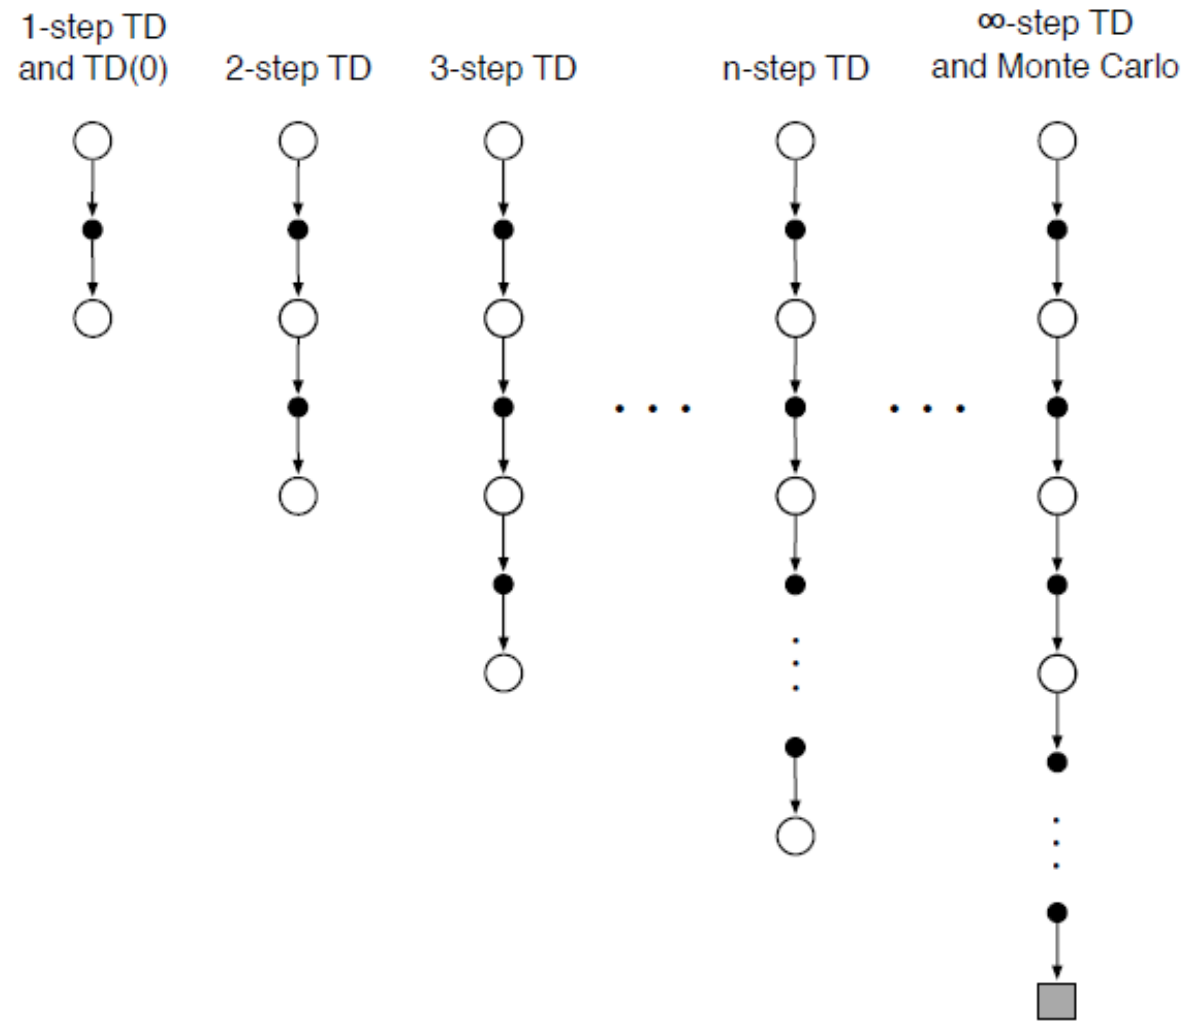 1-step TD
and TD(0)
2-step TD
3-step TD
n-step TD
∞-step TD
and Monte Carlo